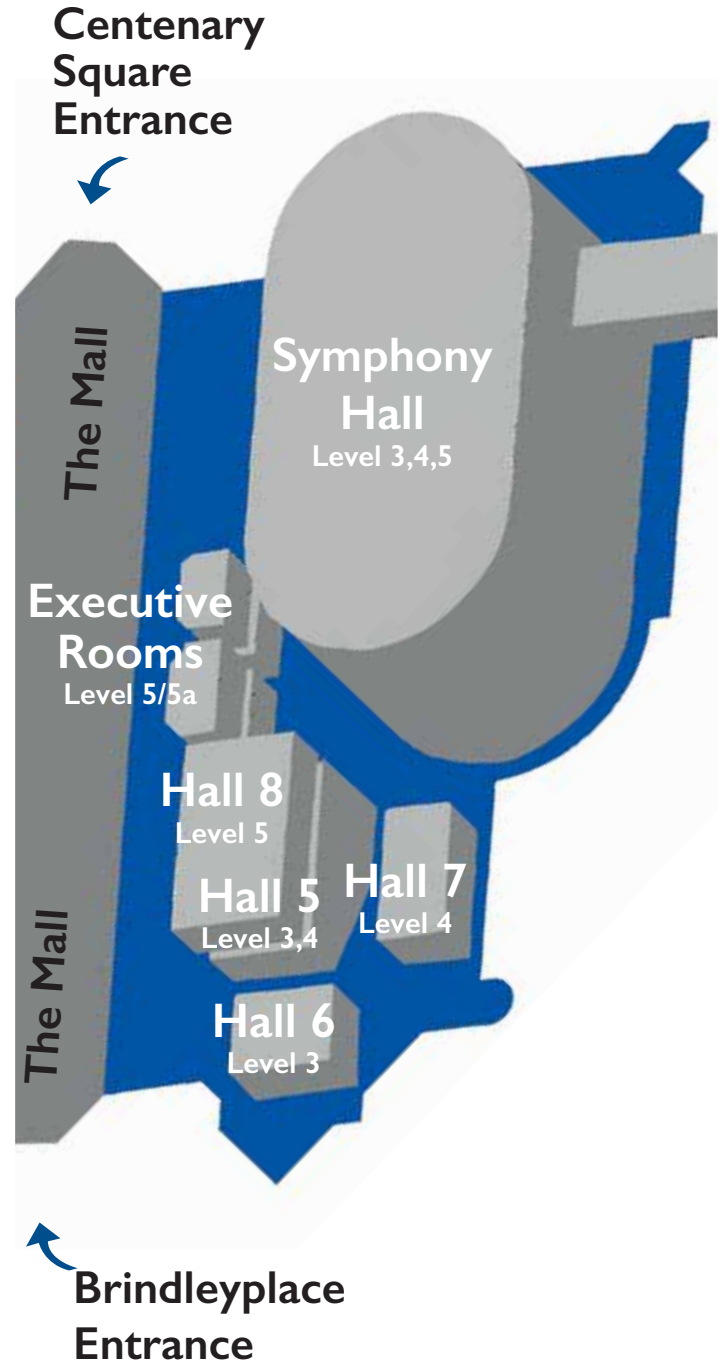 Centenary
Square
Entrance
The Mall
Symphony
Hall
Level 3,4,5
Executive
Rooms
Level 5/5a
Hall 8
Level 5
Hall 5
Level 3,4
Hall 7
Level 4
The Mall
Hall 6
Level 3
Brindleyplace
Entrance